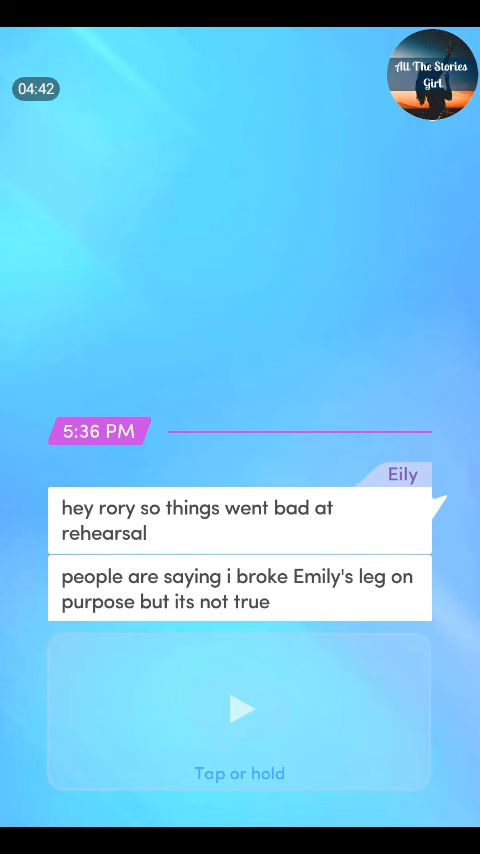 All The Stories
Girl
04:42
5:36 PM
Eily
hey rory so things went bad at
rehearsal
people are saying i broke Emily's leg on
purpose but its not true
Tap or hold